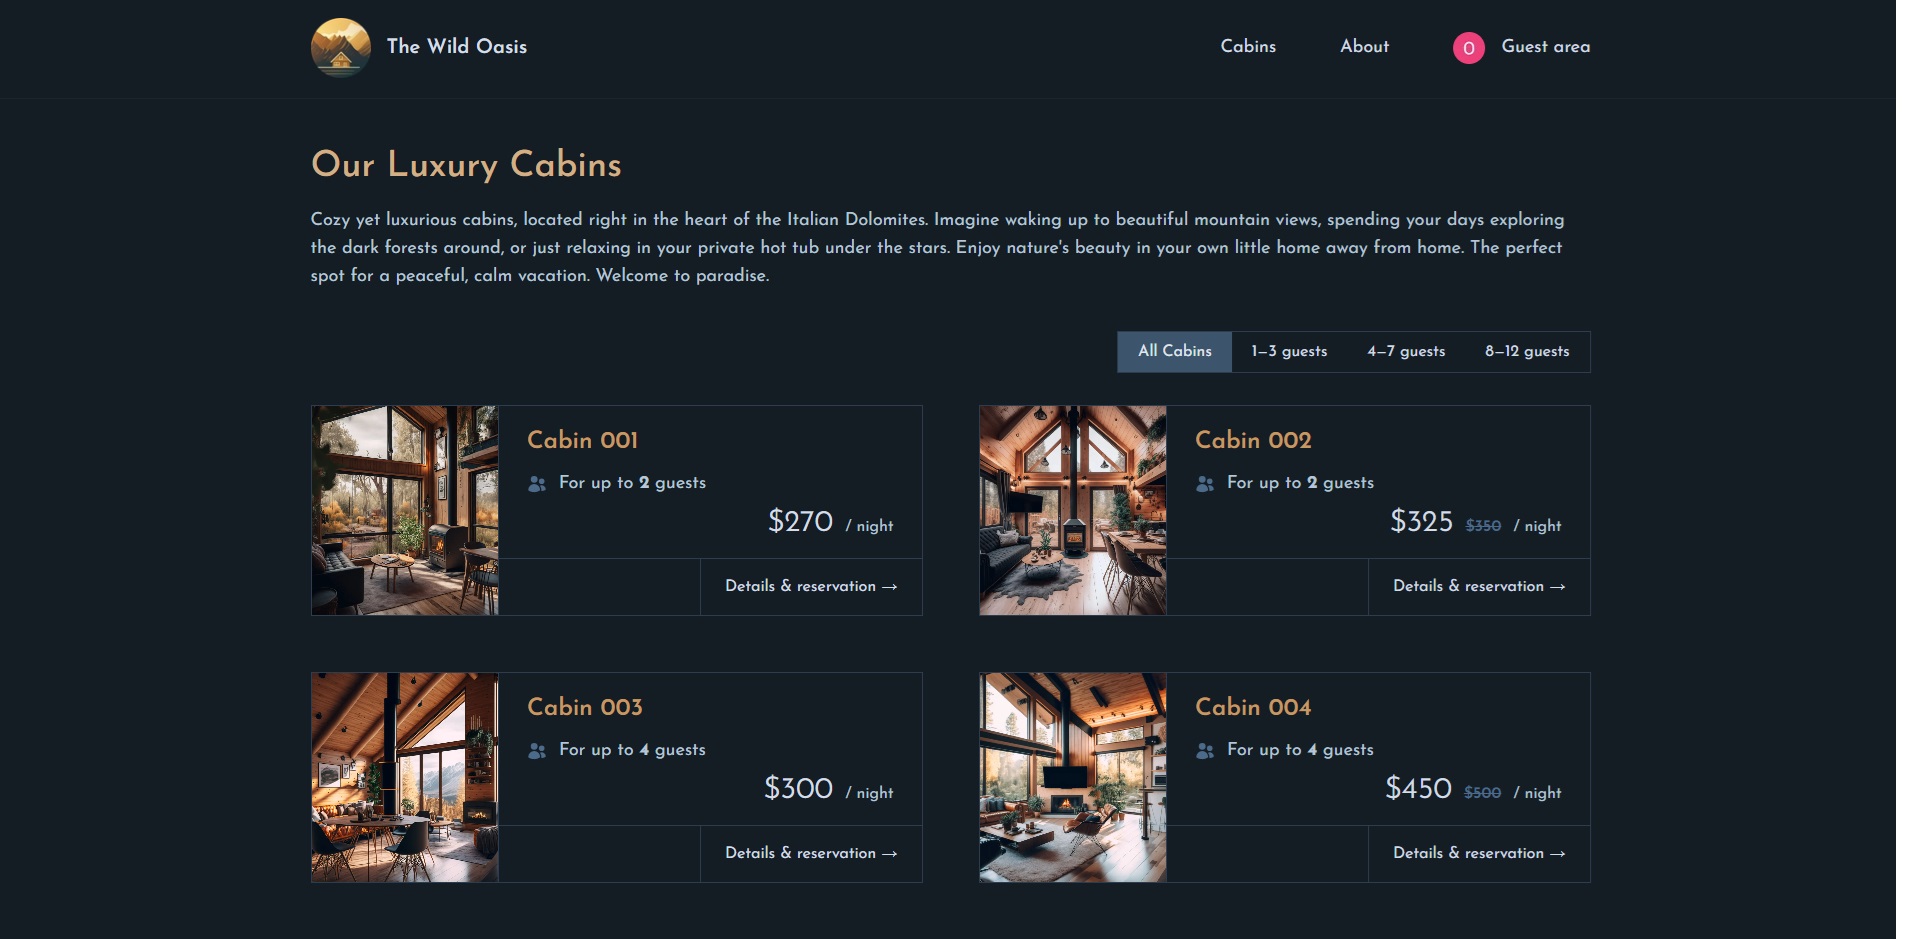 The Wild Oasis
Cabins
About
O
Guest area
Our Luxury Cabins
Cozy yet luxurious cabins, located right in the heart of the Italian Dolomites. Imagine waking up to beautiful mountain views, spending your days exploring
the dark forests around, or just relaxing in your private hot tub under the stars. Enjoy nature's beauty in your own little home away from home. The perfect
spot for a peaceful, calm vacation. Welcome to paradise.
All Cabins
1—3 guests
4—7 guests
8—12 guests
Cabin 001
For up to 2 guests
$270 / night
Details & reservation →
Cabin 002
For up to 2 guests
$325 $350 / night
Details & reservation →
Cabin 003
For up to 4 guests
$300 / night
Details & reservation →
Cabin 004
For up to 4 guests
$450 $500 / night
Details & reservation →